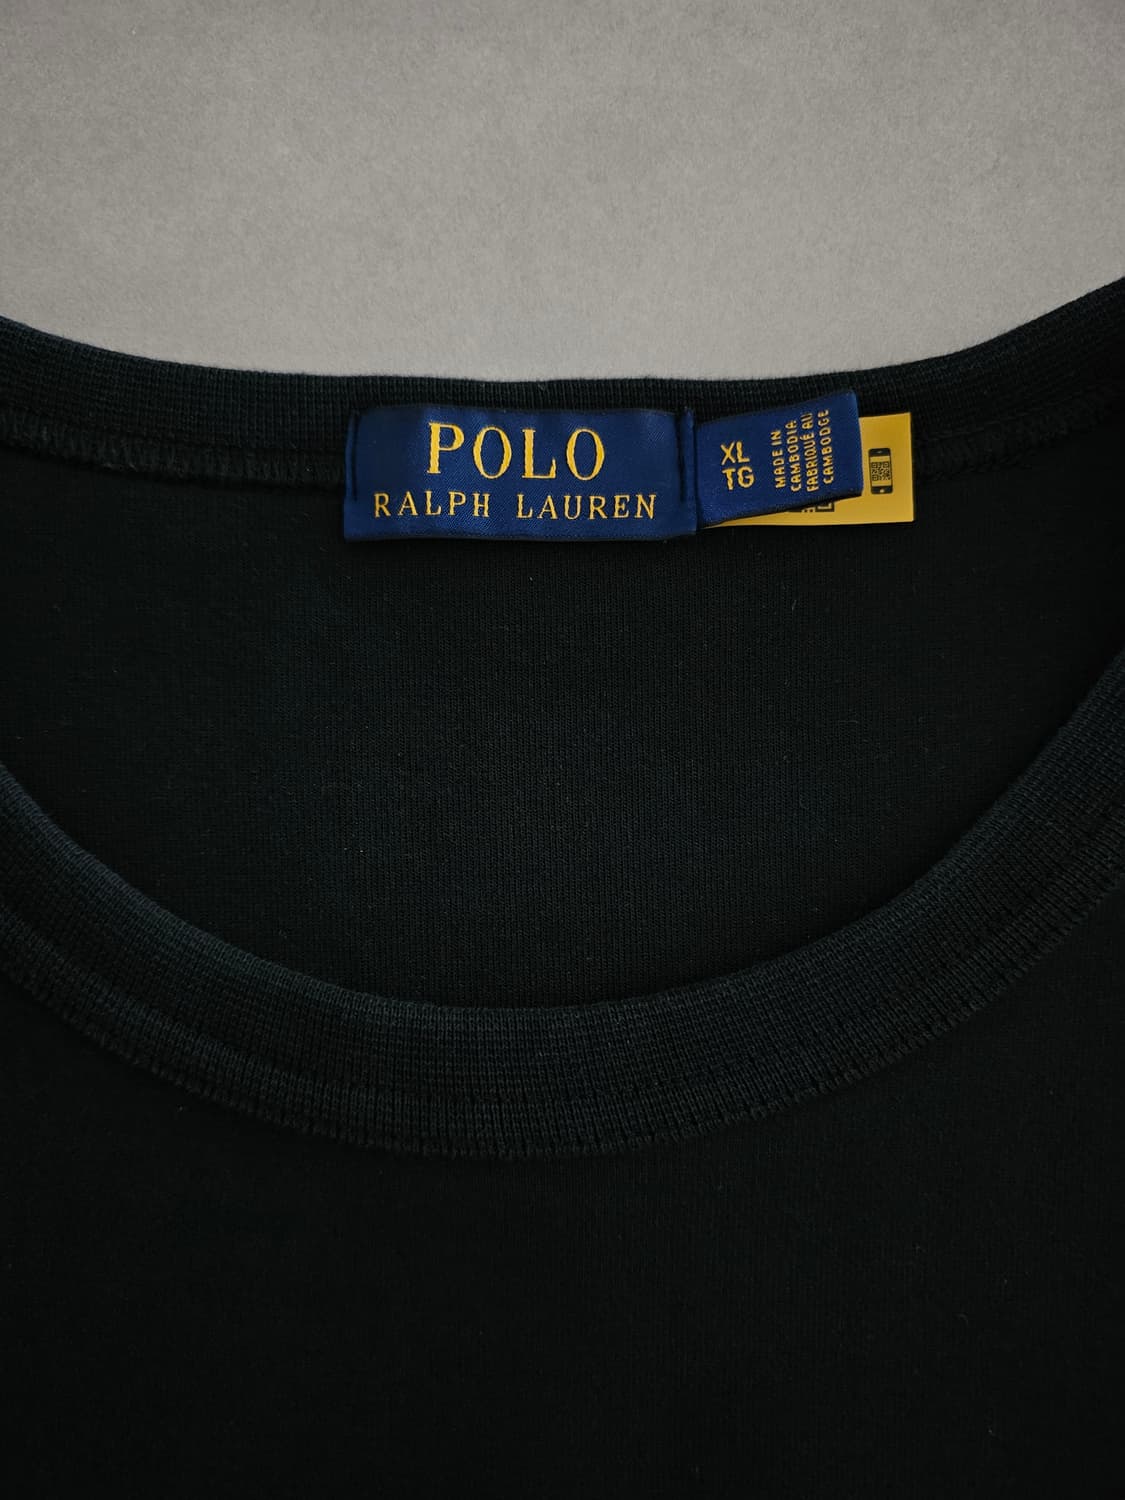 POLO
RALPH LAUREN
XL
TG
MADE IN
CAMBODIA
FABRIQUÉ AU
CAMBODGE